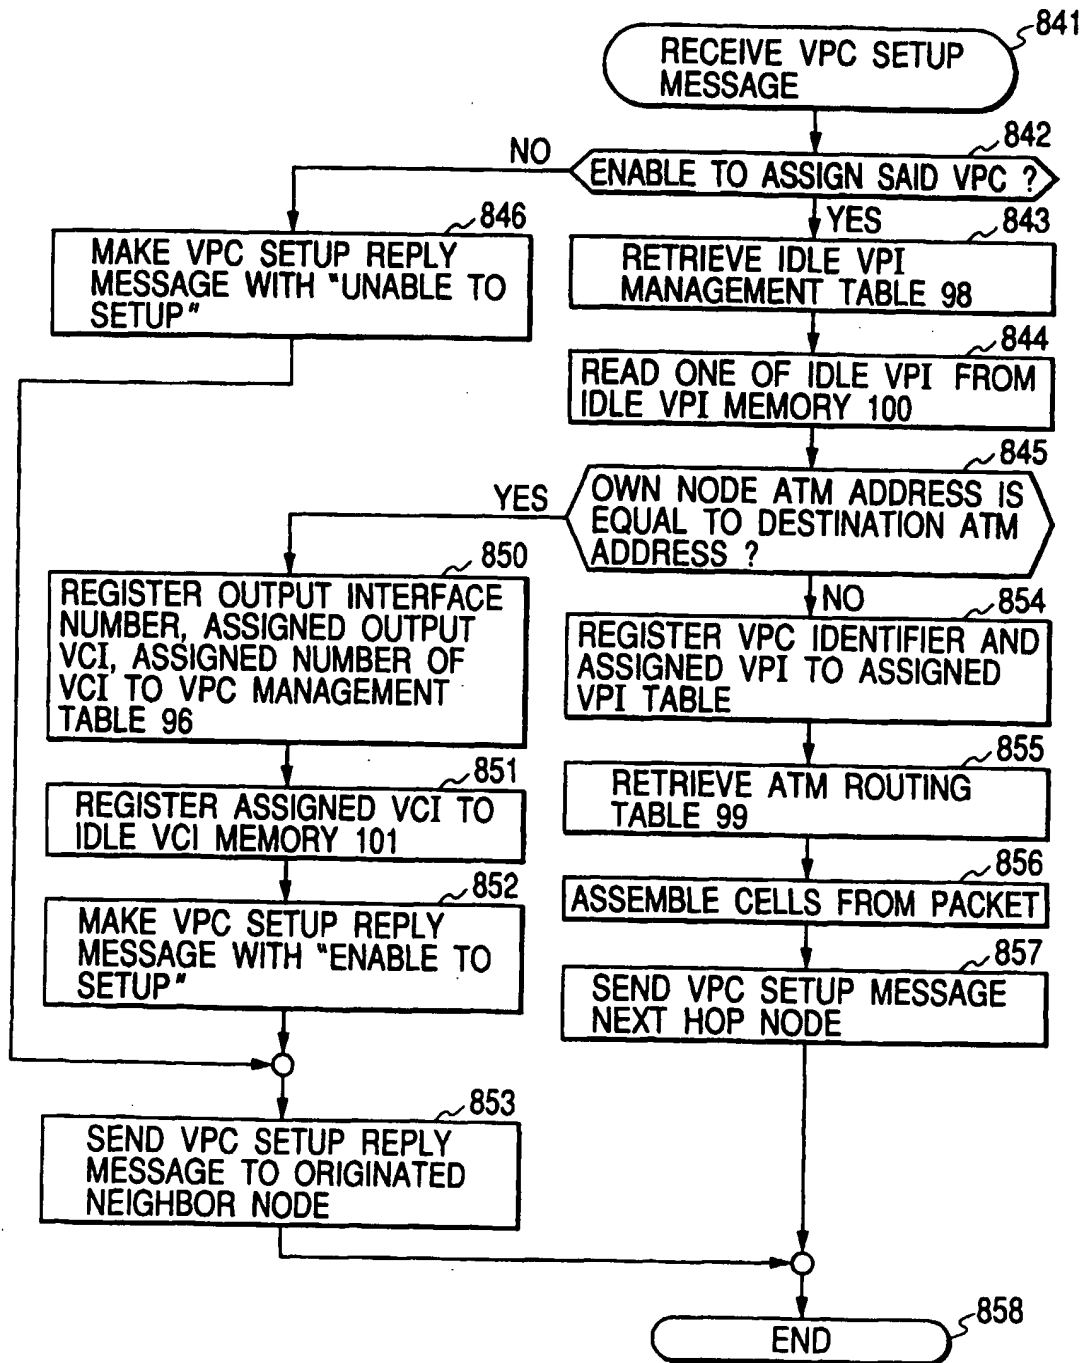 841
RECEIVE VPC SETUP
MESSAGE
842
NO
ENABLE TO ASSIGN SAID VPC ?
YES
846
MAKE VPC SETUP REPLY
MESSAGE WITH "UNABLE TO
SETUP"
843
RETRIEVE IDLE VPI
MANAGEMENT TABLE 98
844
READ ONE OF IDLE VPI FROM
IDLE VPI MEMORY 100
845
OWN NODE ATM ADDRESS IS
EQUAL TO DESTINATION ATM
ADDRESS ?
YES
NO
850
REGISTER OUTPUT INTERFACE
NUMBER, ASSIGNED OUTPUT
VCI, ASSIGNED NUMBER OF
VCI TO VPC MANAGEMENT
TABLE 96
851
REGISTER ASSIGNED VCI TO
IDLE VCI MEMORY 101
852
MAKE VPC SETUP REPLY
MESSAGE WITH "ENABLE TO
SETUP"
853
SEND VPC SETUP REPLY
MESSAGE TO ORIGINATED
NEIGHBOR NODE
854
REGISTER VPC IDENTIFIER AND
ASSIGNED VPI TO ASSIGNED
VPI TABLE
855
RETRIEVE ATM ROUTING
TABLE 99
856
ASSEMBLE CELLS FROM PACKET
857
SEND VPC SETUP MESSAGE
NEXT HOP NODE
858
END